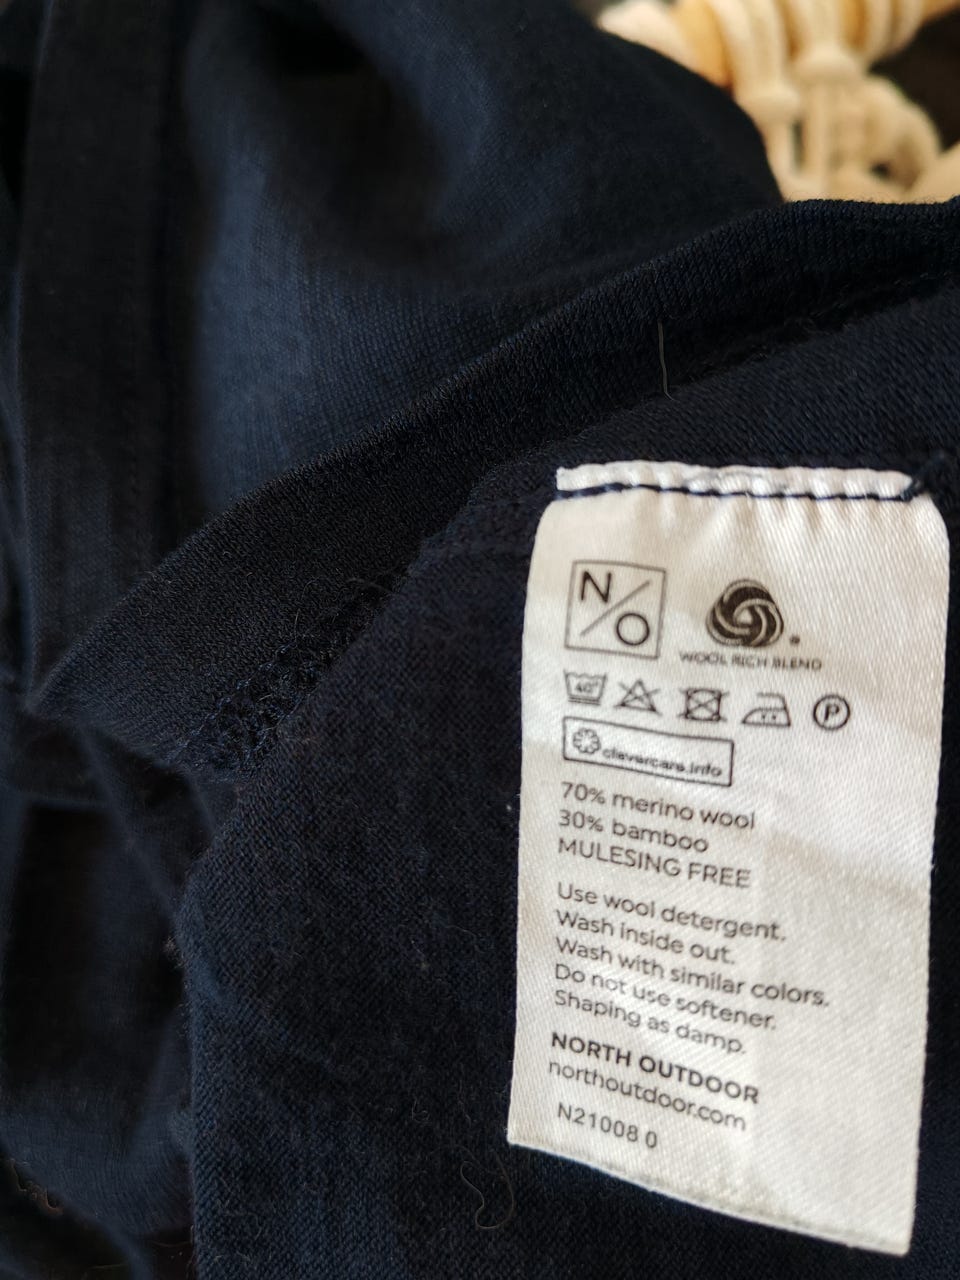 N/O
WOOL RICH BLEND
40° P
clevercare.info
70% merino wool
30% bamboo
MULESING FREE
Use wool detergent.
Wash inside out.
Wash with similar colors.
Do not use softener.
Shaping as damp.
NORTH OUTDOOR
northoutdoor.com
N21008 0